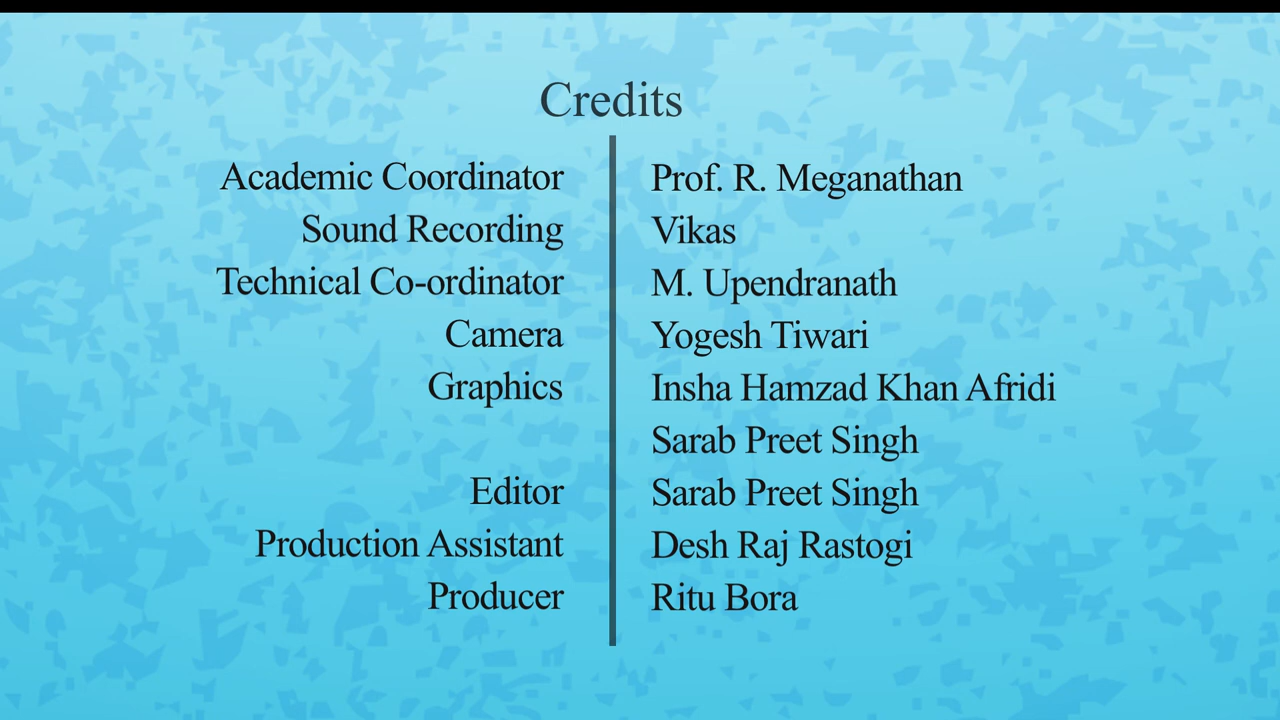 Credits
Academic Coordinator Prof. R. Meganathan
Sound Recording Vikas
Technical Co-ordinator M. Upendranath
Camera Yogesh Tiwari
Graphics Insha Hamzad Khan Afridi
Sarab Preet Singh
Editor Sarab Preet Singh
Production Assistant Desh Raj Rastogi
Producer Ritu Bora